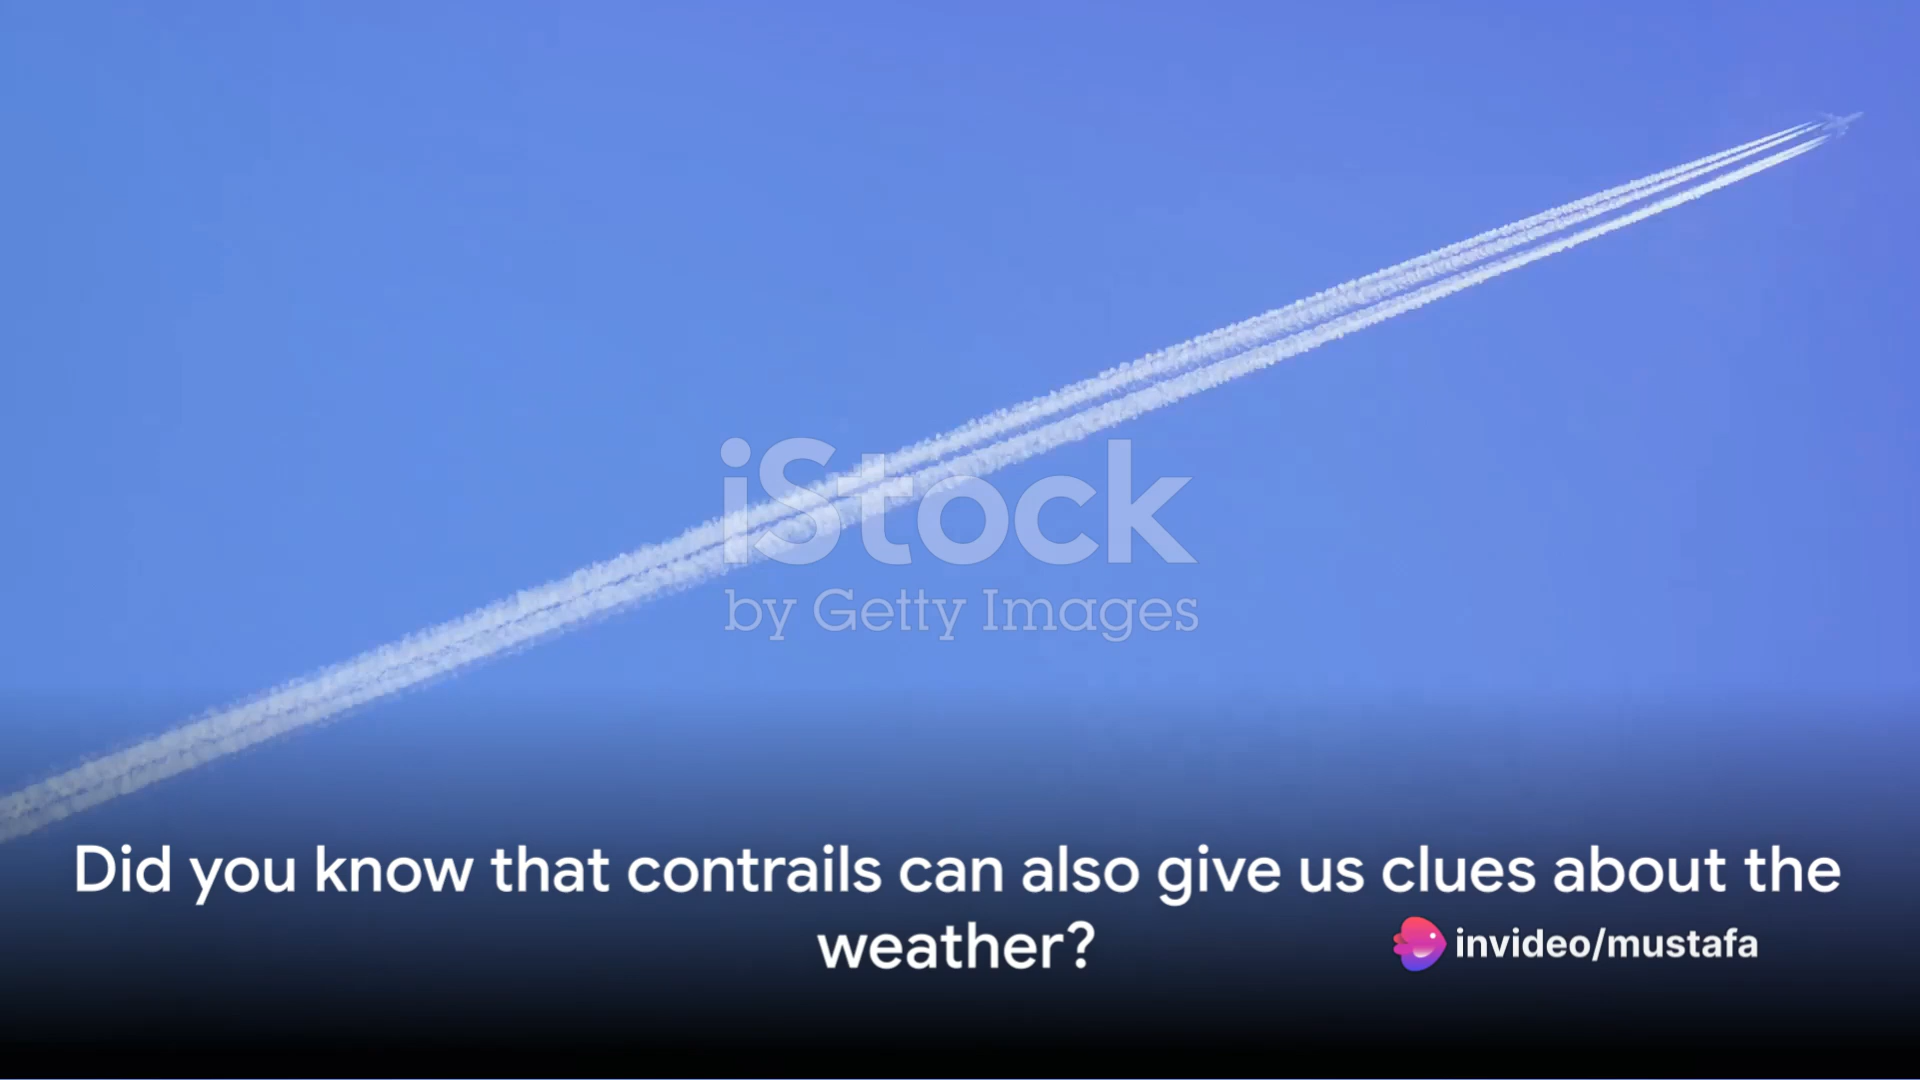 iStock
by Getty Images
Did you know that contrails can also give us clues about the
weather?
invideo/mustafa